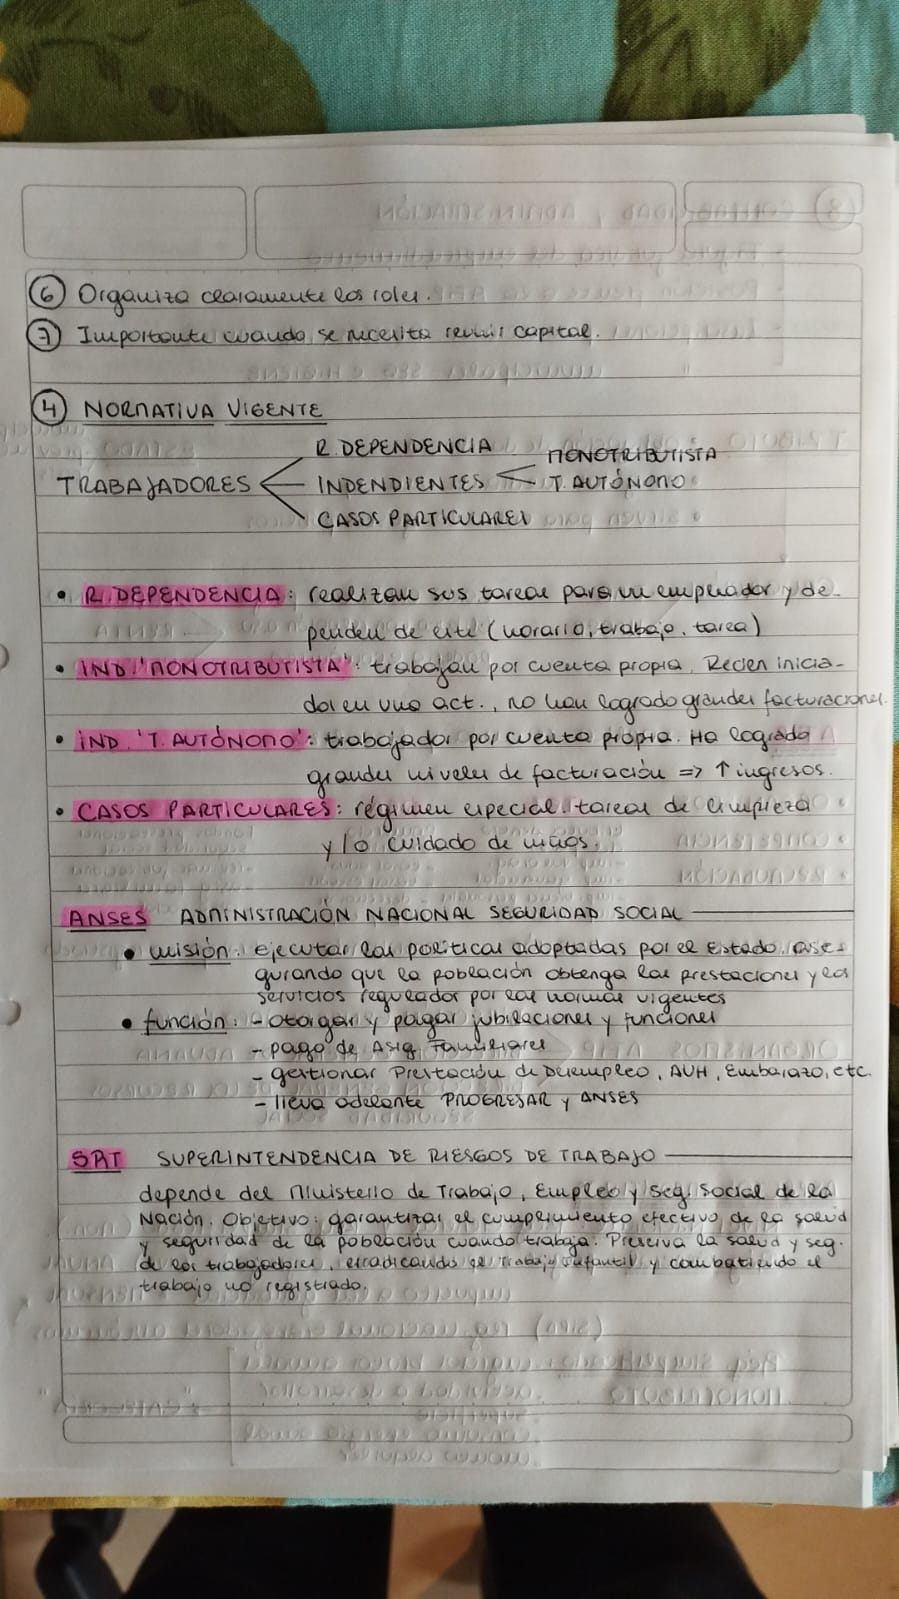 ⑥ Organiza claramente los roles.
⑦ Importante cuando se necesita reunir capital.
④ NORMATIVA VIGENTE
TRABAJADORES
R. DEPENDENCIA
INDENDIENTES
MONOTRIBUTISTA
T. AUTÓNOMO
CASOS PARTICULARES
• R. DEPENDENCIA: realizan sus tareas para un empleador y de-
penden de este (horario, trabajo, tarea)
• IND. "MONOTRIBUTISTA": trabajan por cuenta propia. Recien inicia-
dos en una act., no han logrado grandes facturaciones.
• IND. 'T. AUTÓNOMO': trabajador por cuenta propia. Ha logrado
grandes niveles de facturación => ↑ ingresos.
• CASOS PARTICULARES: régimen especial. tareas de limpieza
y/o cuidado de niños.
ANSES ADMINISTRACIÓN NACIONAL SEGURIDAD SOCIAL
• misión: ejecutar las políticas adoptadas por el Estado, ase-
gurando que la población obtenga las prestaciones y los
servicios regulados por las normas vigentes
• función: - otorgar y pagar jubilaciones y funciones
- pago de Asig. Familiares
- gestionar Prestación de Desempleo, AUH, Embarazo, etc.
- lleva adelante PROGRESAR y ANSES
SRT SUPERINTENDENCIA DE RIESGOS DE TRABAJO
depende del Ministerio de Trabajo, Empleo y Seg. Social de la
Nación. Objetivo: garantizar el cumplimiento efectivo de la salud
y seguridad de la población cuando trabaja. Preserva la salud y seg.
de los trabajadores, erradicando el Trabajo infantil y combatiendo el
trabajo no registrado.